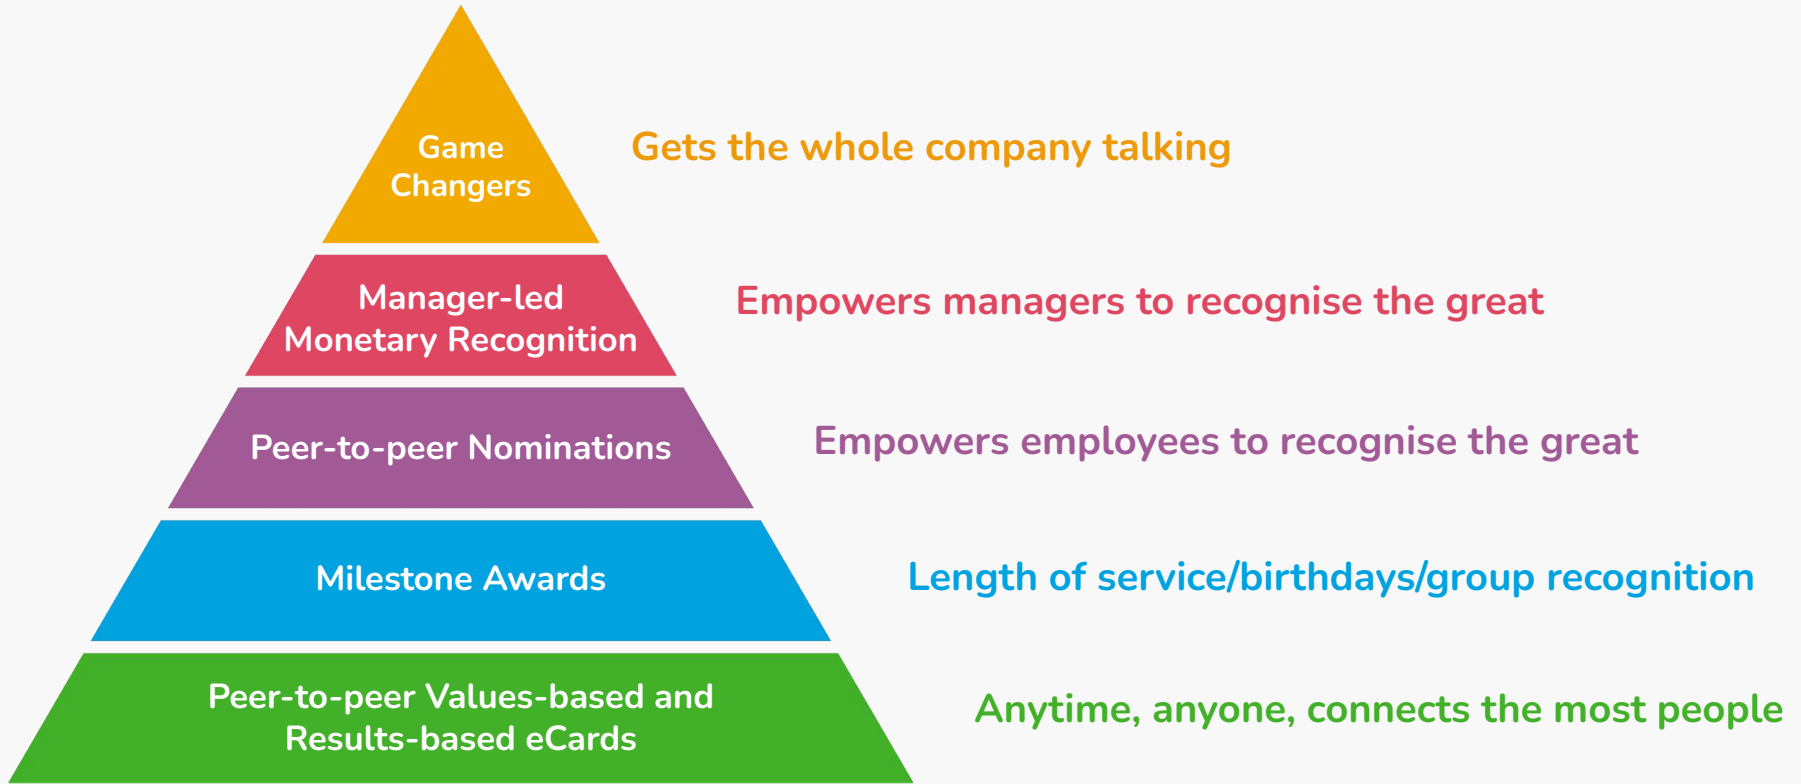 Game
Changers
Gets the whole company talking
Manager-led
Monetary Recognition
Empowers managers to recognise the great
Peer-to-peer Nominations
Empowers employees to recognise the great
Milestone Awards
Length of service/birthdays/group recognition
Peer-to-peer Values-based and
Results-based eCards
Anytime, anyone, connects the most people